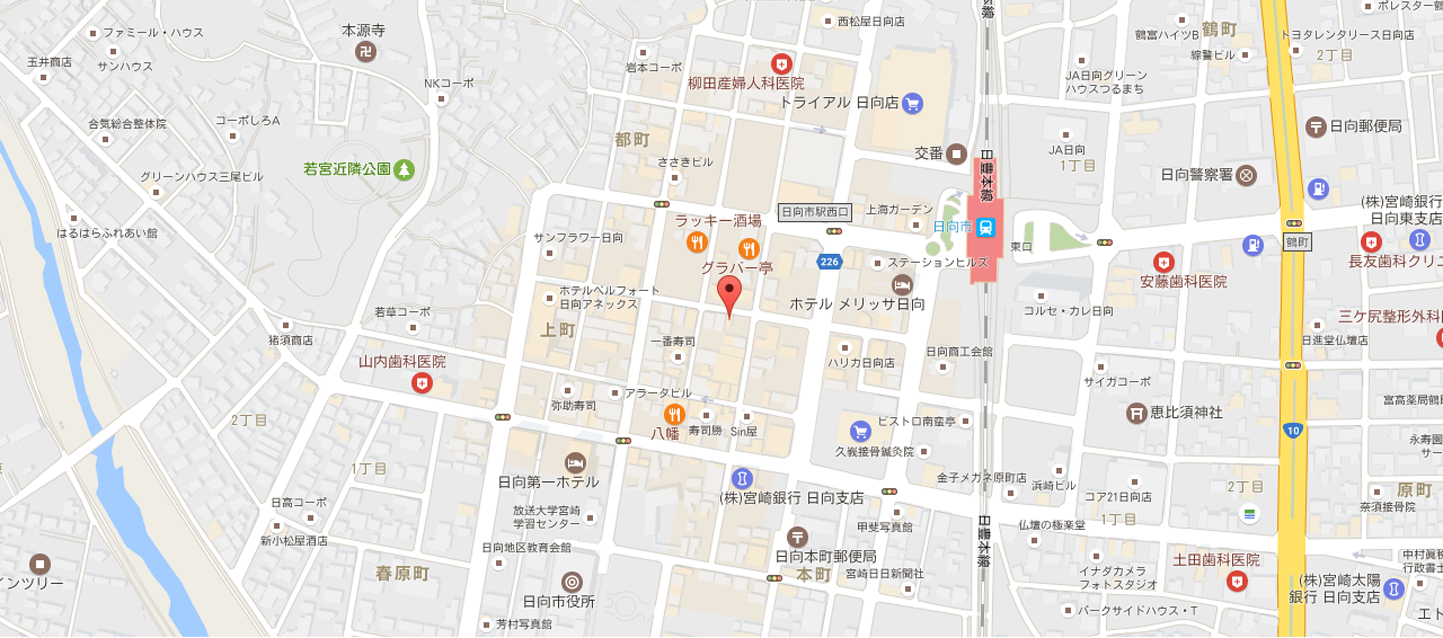 ファミール・ハウス
サンハウス
玉井商店
本源寺
NKコーポ
岩本コーポ
西松屋日向店
柳田産婦人科医院
トライアル 日向店
交番
日豊本線
鶴富ハイツB
鶴町
線警ビル
ポレスター鶴
トヨタレンタリース日向店
2丁目
JA日向グリーン
ハウスつるまち
日向郵便局
JA日向
1丁目
日向警察署
合気総合整体院
コーポしろA
若宮近隣公園
グリーンハウス三尾ビル
都町
ささきビル
はるはらふれあい館
サンフラワー日向
ラッキー酒場
日向市駅西口
上海ガーデン
日向市
東口
(株)宮崎銀行
日向東支店
鶴町
長友歯科クリニ
グラバー亭
226
ステーションヒルズ
安藤歯科医院
ホテルベルフォート
日向アネックス
ホテル メリッサ日向
コルセ・カレ日向
三ケ尻整形外科医
日進堂仏壇店
若草コーポ
上町
猪須商店
一番寿司
ハリカ日向店
日向商工会館
山内歯科医院
サイガコーポ
弥助寿司
アラータビル
八幡
寿司勝
Sin屋
ビストロ南蛮亭
久峩接骨鍼灸院
恵比須神社
富高薬局鶴町
10
永寿園
サー
2丁目
1丁目
日向第一ホテル
(株)宮崎銀行 日向支店
金子メガネ原町店
浜崎ビル
コア21日向店
2丁目
原町
奈須接骨院
日高コーポ
放送大学宮崎
学習センター
甲斐写真館
仏壇の極楽堂
1丁目
新小松屋酒店
日向地区教育会館
日豊本線
日向本町郵便局
本町
宮崎日日新聞社
イナダカメラ
フォトスタジオ
土田歯科医院
中村眞
行政書士
インツリー
春原町
日向市役所
芳村写真館
パークサイドハウス・T
(株)宮崎太陽
銀行 日向支店
エト